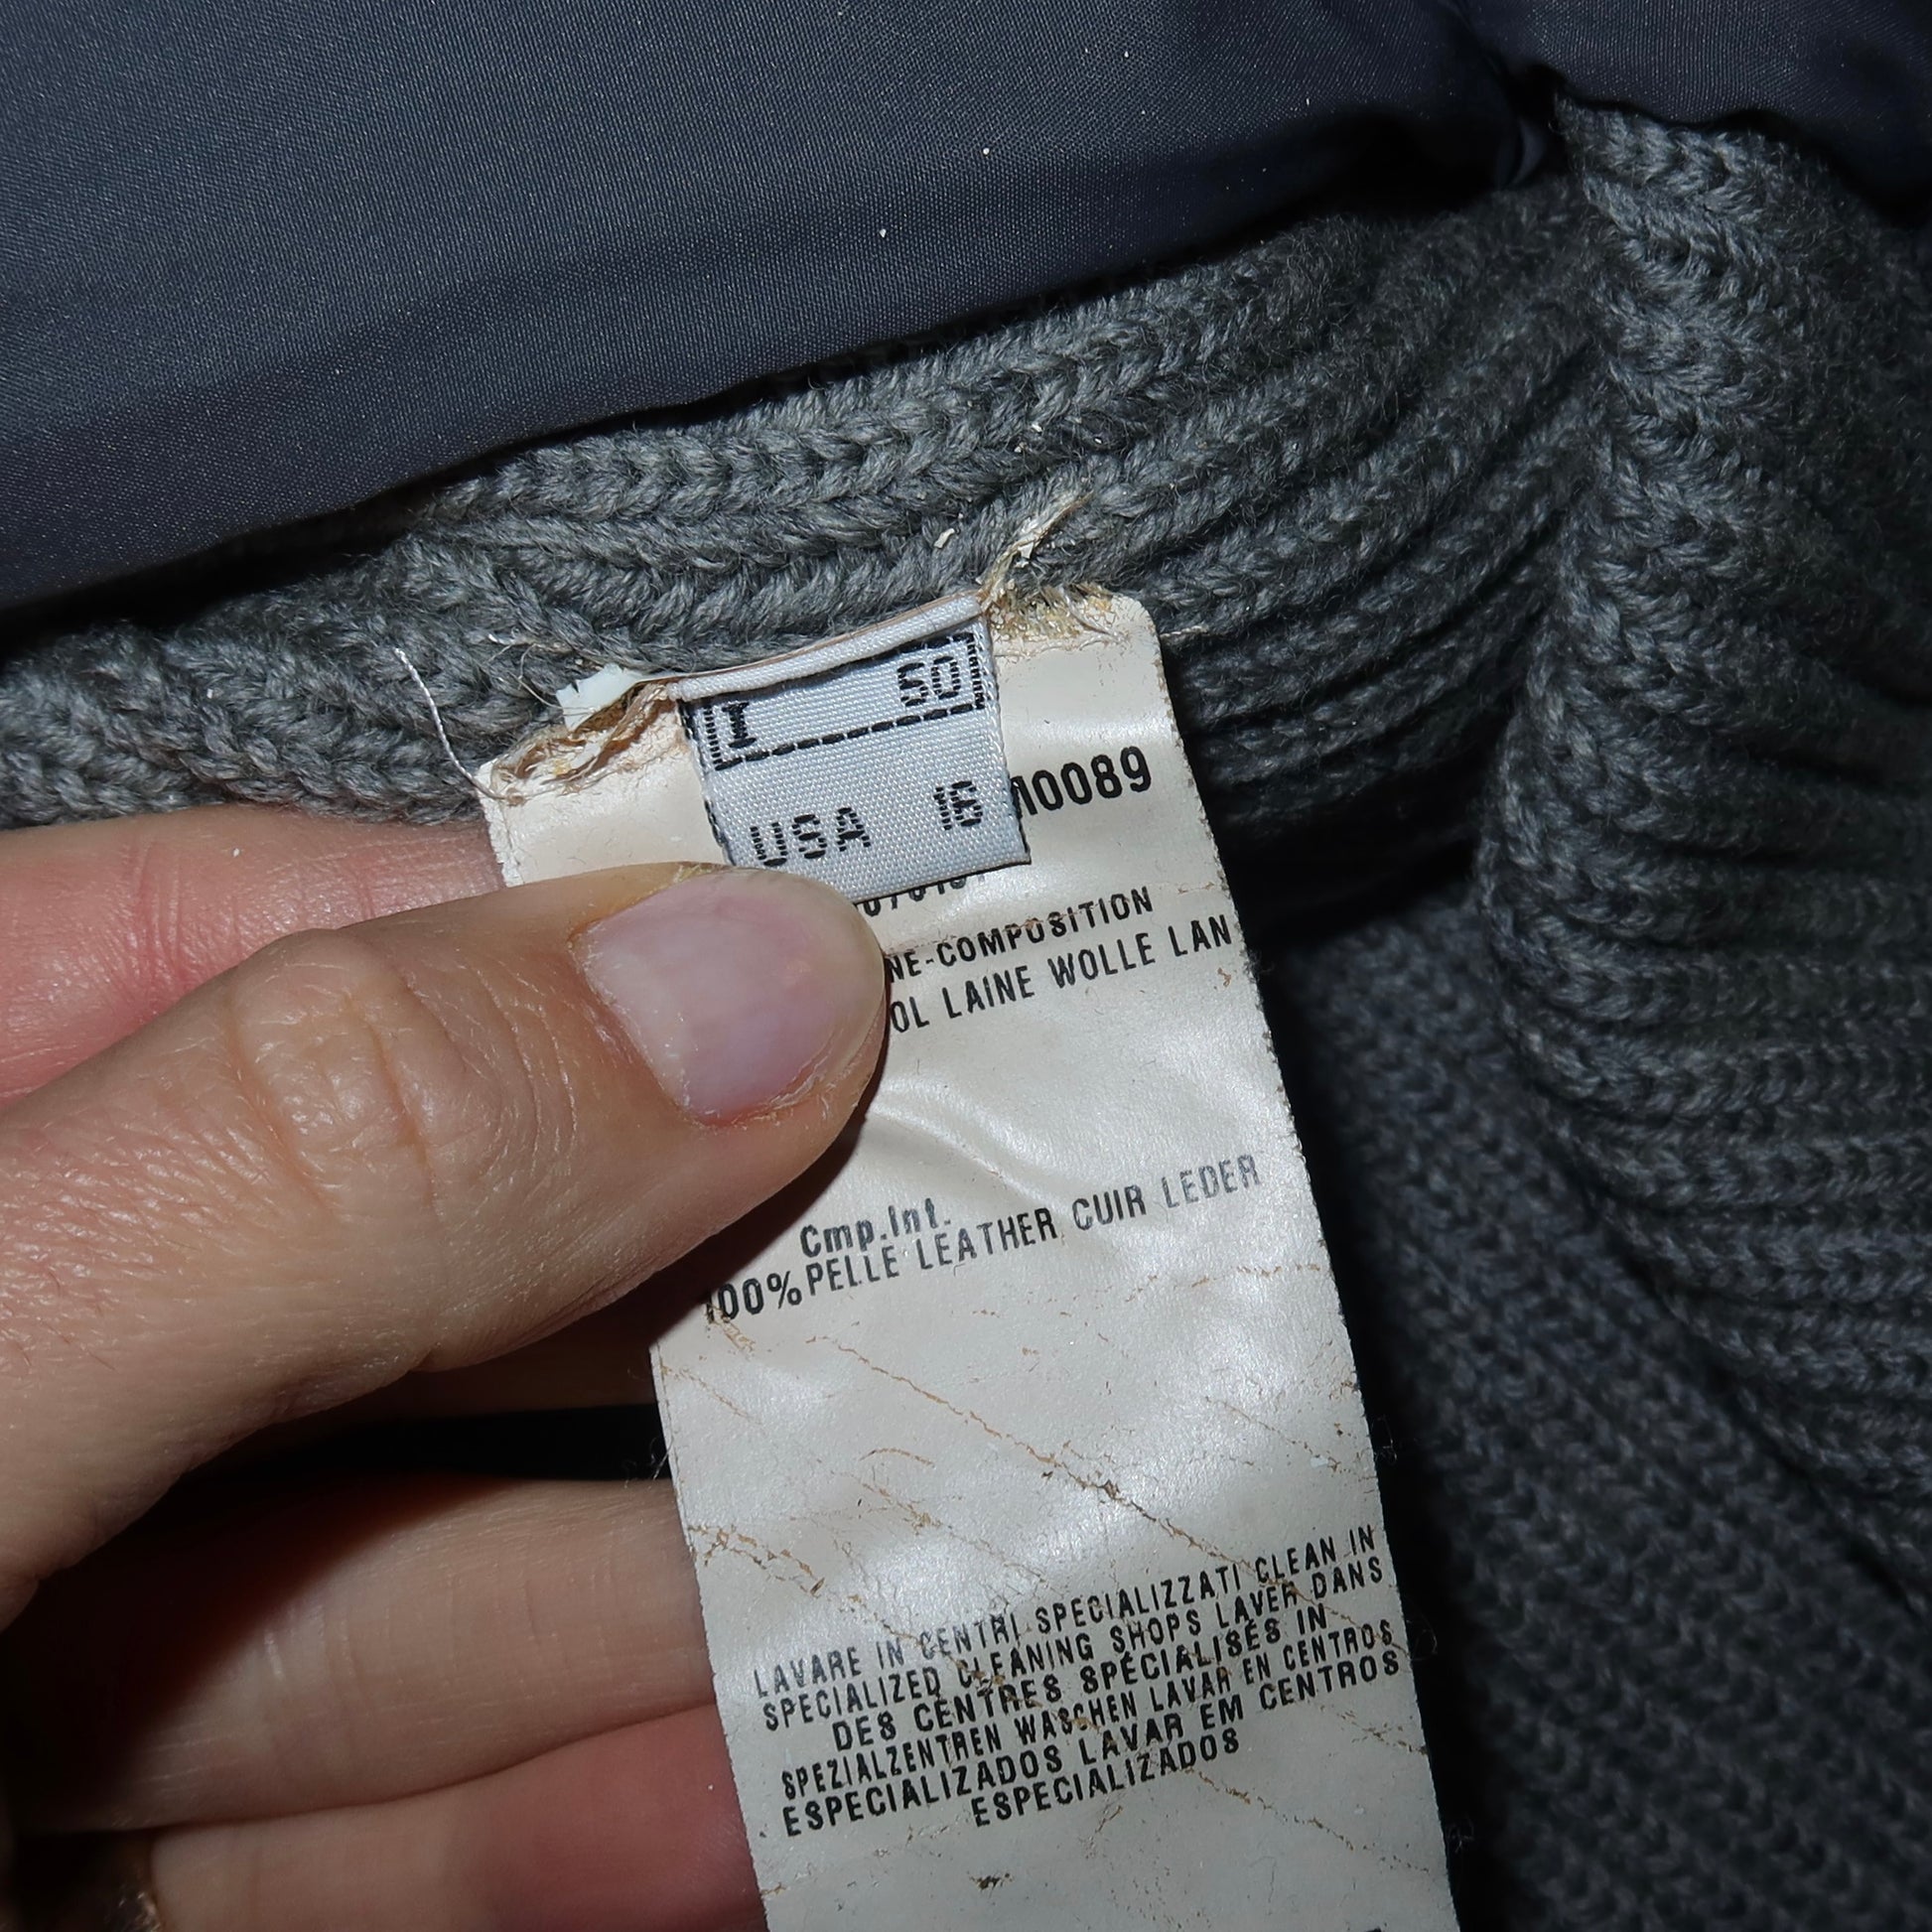 I 50
USA 16
10089
NE-COMPOSITION
OL LAINE WOLLE LAN
Cmp.Int.
100%PELLE LEATHER CUIR LEDER
LAVARE IN CENTRI SPECIALIZZATI CLEAN IN
SPECIALIZED CLEANING SHOPS LAVER DANS
DES CENTRES SPÉCIALISÉS IN
SPEZIALZENTREN WASCHEN LAVAR EN CENTROS
ESPECIALIZADOS LAVAR EM CENTROS
ESPECIALIZADOS